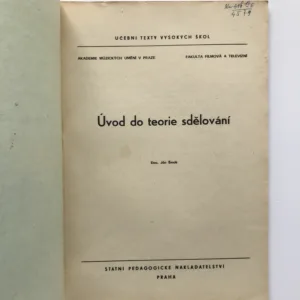 UČEBNÍ TEXTY VYSOKÝCH ŠKOL
AKADEMIE MÚZICKÝCH UMĚNÍ V PRAZE FAKULTA FILMOVÁ A TELEVIZNÍ
Úvod do teorie sdělování
Doc. Ján Šmok
STÁTNÍ PEDAGOGICKÉ NAKLADATELSTVÍ
PRAHA